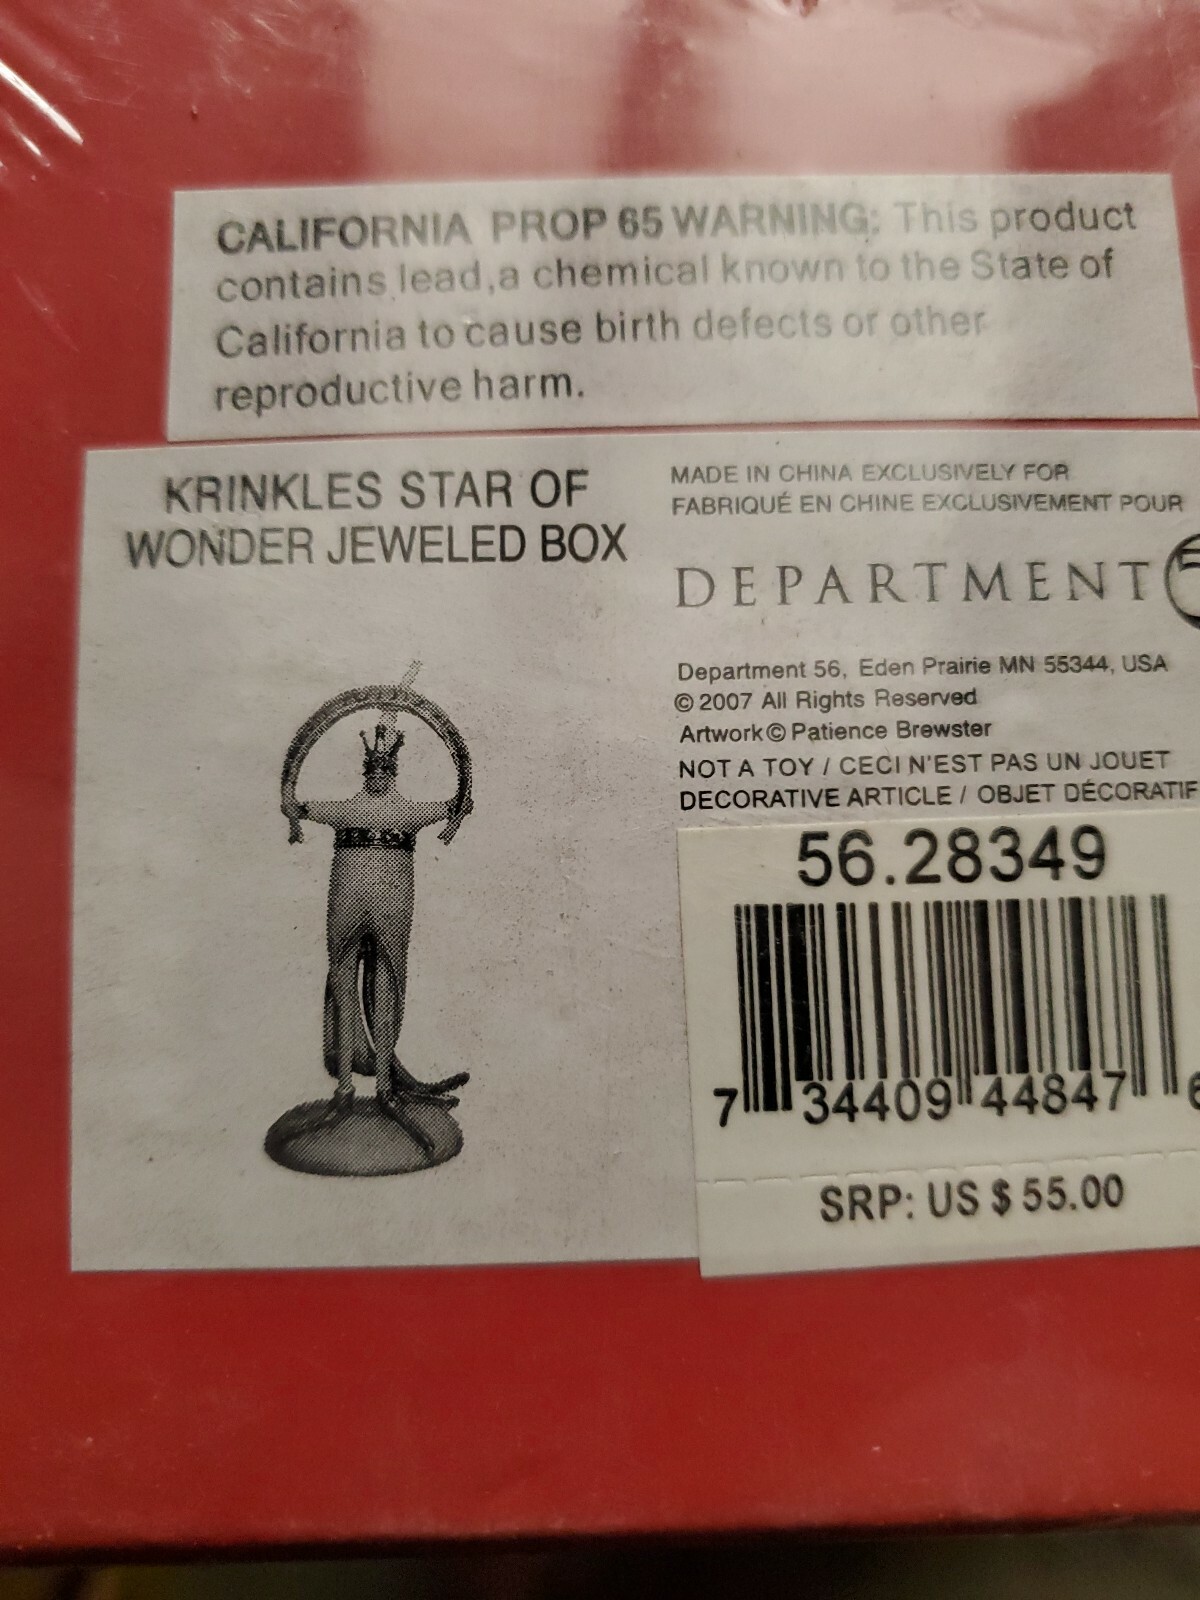 CALIFORNIA PROP 65 WARNING: This product
contains lead,a chemical known to the State of
California to cause birth defects or other
reproductive harm.
KRINKLES STAR OF
WONDER JEWELED BOX
MADE IN CHINA EXCLUSIVELY FOR
FABRIQUÉ EN CHINE EXCLUSIVEMENT POUR
DEPARTMENT 5
Department 56, Eden Prairie MN 55344, USA
© 2007 All Rights Reserved
Artwork © Patience Brewster
NOT A TOY / CECI N'EST PAS UN JOUET
DECORATIVE ARTICLE / OBJET DÉCORATIF
56.28349
7 34409 44847 6
SRP: US $ 55.00